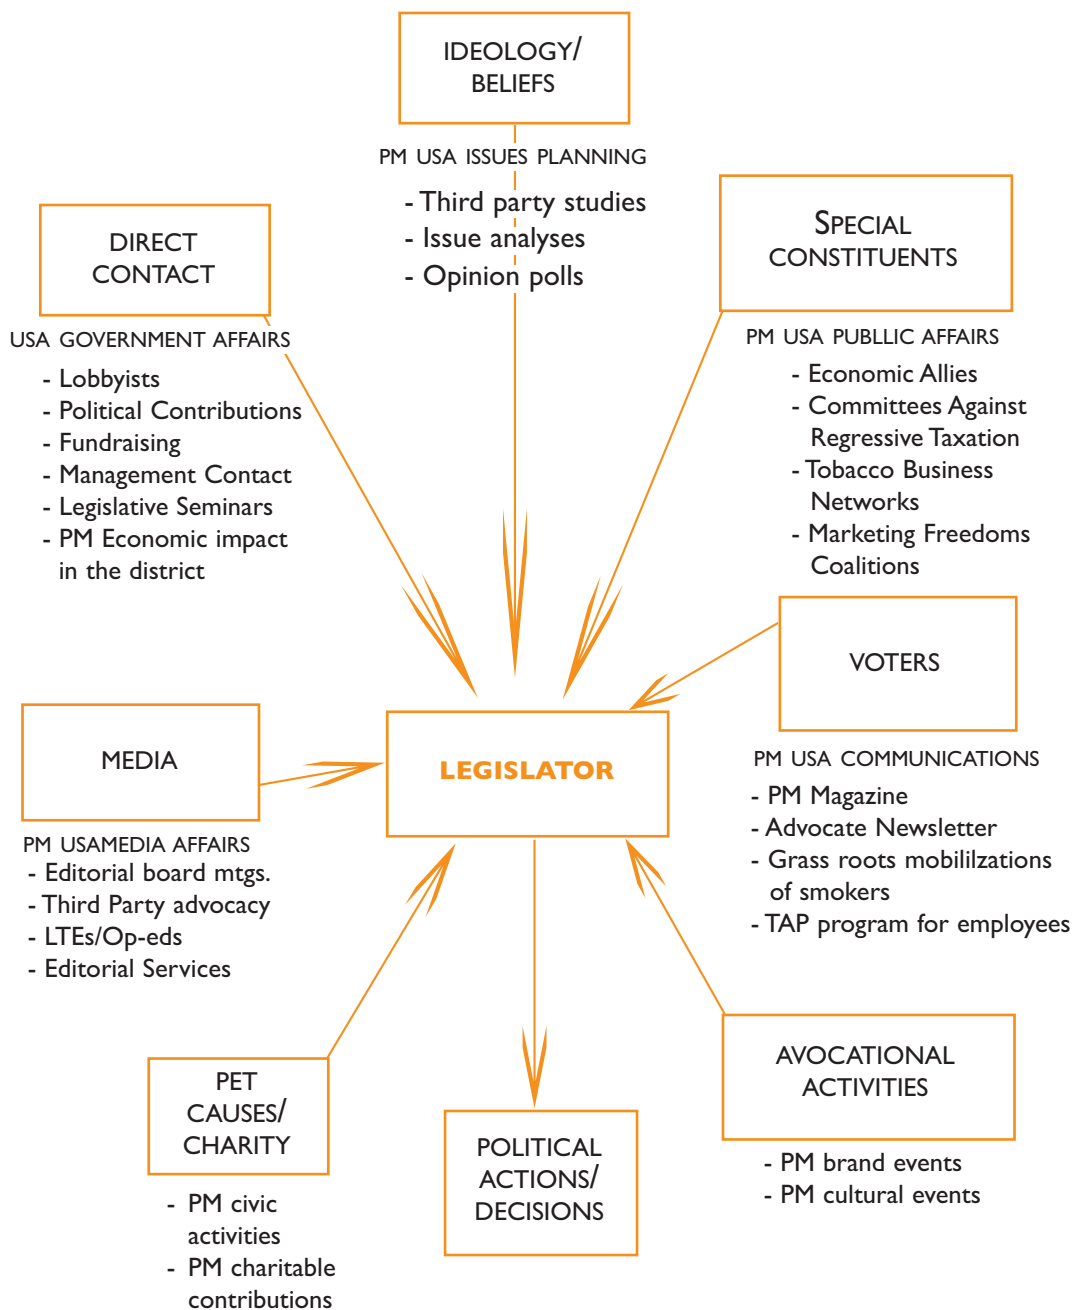 IDEOLOGY/
BELIEFS
PM USA ISSUES PLANNING
- Third party studies
- Issue analyses
- Opinion polls
DIRECT
CONTACT
USA GOVERNMENT AFFAIRS
- Lobbyists
- Political Contributions
- Fundraising
- Management Contact
- Legislative Seminars
- PM Economic impact
in the district
SPECIAL
CONSTITUENTS
PM USA PUBLLIC AFFAIRS
- Economic Allies
- Committees Against
Regressive Taxation
- Tobacco Business
Networks
- Marketing Freedoms
Coalitions
VOTERS
PM USA COMMUNICATIONS
- PM Magazine
- Advocate Newsletter
- Grass roots mobililzations
of smokers
- TAP program for employees
MEDIA
PM USAMEDIA AFFAIRS
- Editorial board mtgs.
- Third Party advocacy
- LTEs/Op-eds
- Editorial Services
LEGISLATOR
PET
CAUSES/
CHARITY
- PM civic
activities
- PM charitable
contributions
POLITICAL
ACTIONS/
DECISIONS
AVOCATIONAL
ACTIVITIES
- PM brand events
- PM cultural events